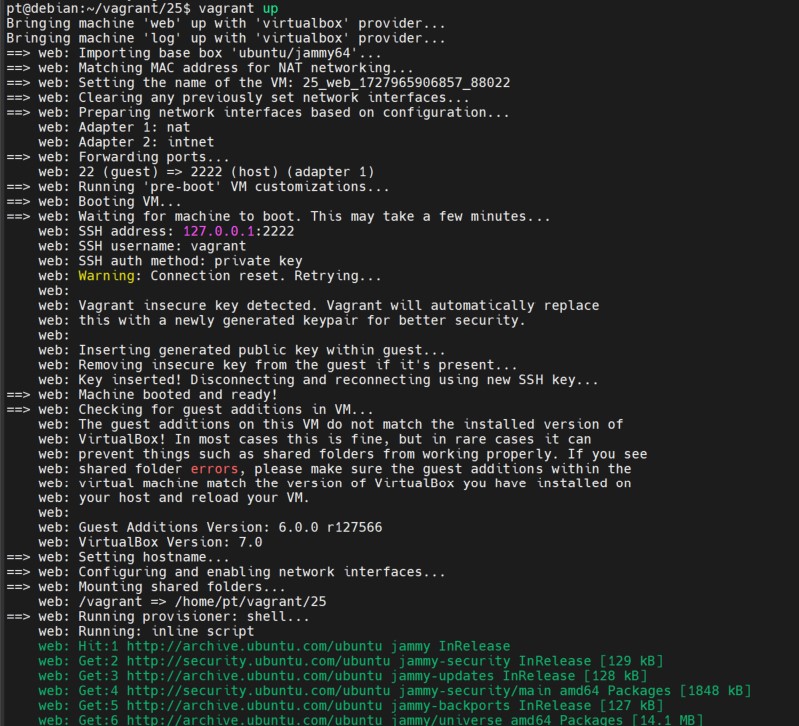 pt@debian:~/vagrant/25$ vagrant up
Bringing machine 'web' up with 'virtualbox' provider...
Bringing machine 'log' up with 'virtualbox' provider...
==> web: Importing base box 'ubuntu/jammy64'...
==> web: Matching MAC address for NAT networking...
==> web: Setting the name of the VM: 25_web_1727965906857_88022
==> web: Clearing any previously set network interfaces...
==> web: Preparing network interfaces based on configuration...
    web: Adapter 1: nat
    web: Adapter 2: intnet
==> web: Forwarding ports...
    web: 22 (guest) => 2222 (host) (adapter 1)
==> web: Running 'pre-boot' VM customizations...
==> web: Booting VM...
==> web: Waiting for machine to boot. This may take a few minutes...
    web: SSH address: 127.0.0.1:2222
    web: SSH username: vagrant
    web: SSH auth method: private key
    web: Warning: Connection reset. Retrying...
    web:
    web: Vagrant insecure key detected. Vagrant will automatically replace
    web: this with a newly generated keypair for better security.
    web:
    web: Inserting generated public key within guest...
    web: Removing insecure key from the guest if it's present...
    web: Key inserted! Disconnecting and reconnecting using new SSH key...
==> web: Machine booted and ready!
==> web: Checking for guest additions in VM...
    web: The guest additions on this VM do not match the installed version of
    web: VirtualBox! In most cases this is fine, but in rare cases it can
    web: prevent things such as shared folders from working properly. If you see
    web: shared folder errors, please make sure the guest additions within the
    web: virtual machine match the version of VirtualBox you have installed on
    web: your host and reload your VM.
    web:
    web: Guest Additions Version: 6.0.0 r127566
    web: VirtualBox Version: 7.0
==> web: Setting hostname...
==> web: Configuring and enabling network interfaces...
==> web: Mounting shared folders...
    web: /vagrant => /home/pt/vagrant/25
==> web: Running provisioner: shell...
    web: Running: inline script
    web: Hit:1 http://archive.ubuntu.com/ubuntu jammy InRelease
    web: Get:2 http://security.ubuntu.com/ubuntu jammy-security InRelease [129 kB]
    web: Get:3 http://archive.ubuntu.com/ubuntu jammy-updates InRelease [128 kB]
    web: Get:4 http://security.ubuntu.com/ubuntu jammy-security/main amd64 Packages [1848 kB]
    web: Get:5 http://archive.ubuntu.com/ubuntu jammy-backports InRelease [127 kB]
    web: Get:6 http://archive.ubuntu.com/ubuntu jammy/universe amd64 Packages [14.1 MB]